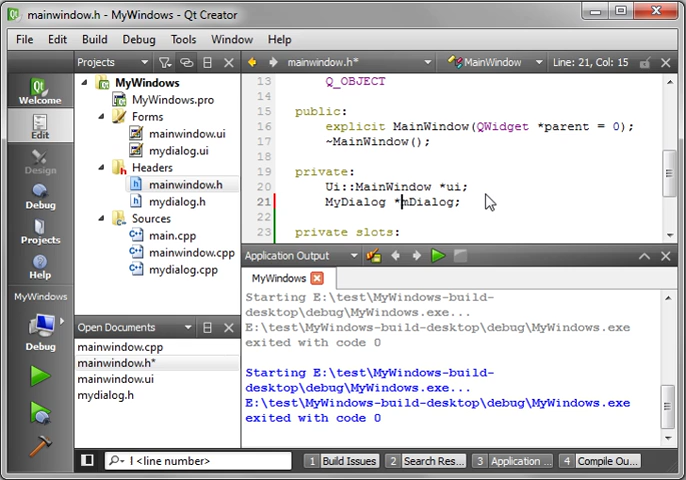 mainwindow.h - MyWindows - Qt Creator
File Edit Build Debug Tools Window Help
Projects
mainwindow.h*
MainWindow
Line: 21, Col: 15
Qt
Welcome
Edit
Design
Debug
Projects
Help
MyWindows
Debug
MyWindows
MyWindows.pro
Forms
mainwindow.ui
mydialog.ui
Headers
mainwindow.h
mydialog.h
Sources
main.cpp
mainwindow.cpp
mydialog.cpp
Open Documents
mainwindow.cpp
mainwindow.h*
mainwindow.ui
mydialog.h
13 Q_OBJECT
14
15 public:
16 explicit MainWindow(QWidget *parent = 0);
17 ~MainWindow();
18
19 private:
20 Ui::MainWindow *ui;
21 MyDialog *mDialog;
22
23 private slots:
Application Output
MyWindows
Starting E:\test\MyWindows-build-
desktop\debug\MyWindows.exe...
E:\test\MyWindows-build-desktop\debug\MyWindows.exe
exited with code 0
Starting E:\test\MyWindows-build-
desktop\debug\MyWindows.exe...
E:\test\MyWindows-build-desktop\debug\MyWindows.exe
exited with code 0
l <line number>
1 Build Issues
2 Search Res...
3 Application ...
4 Compile Ou...